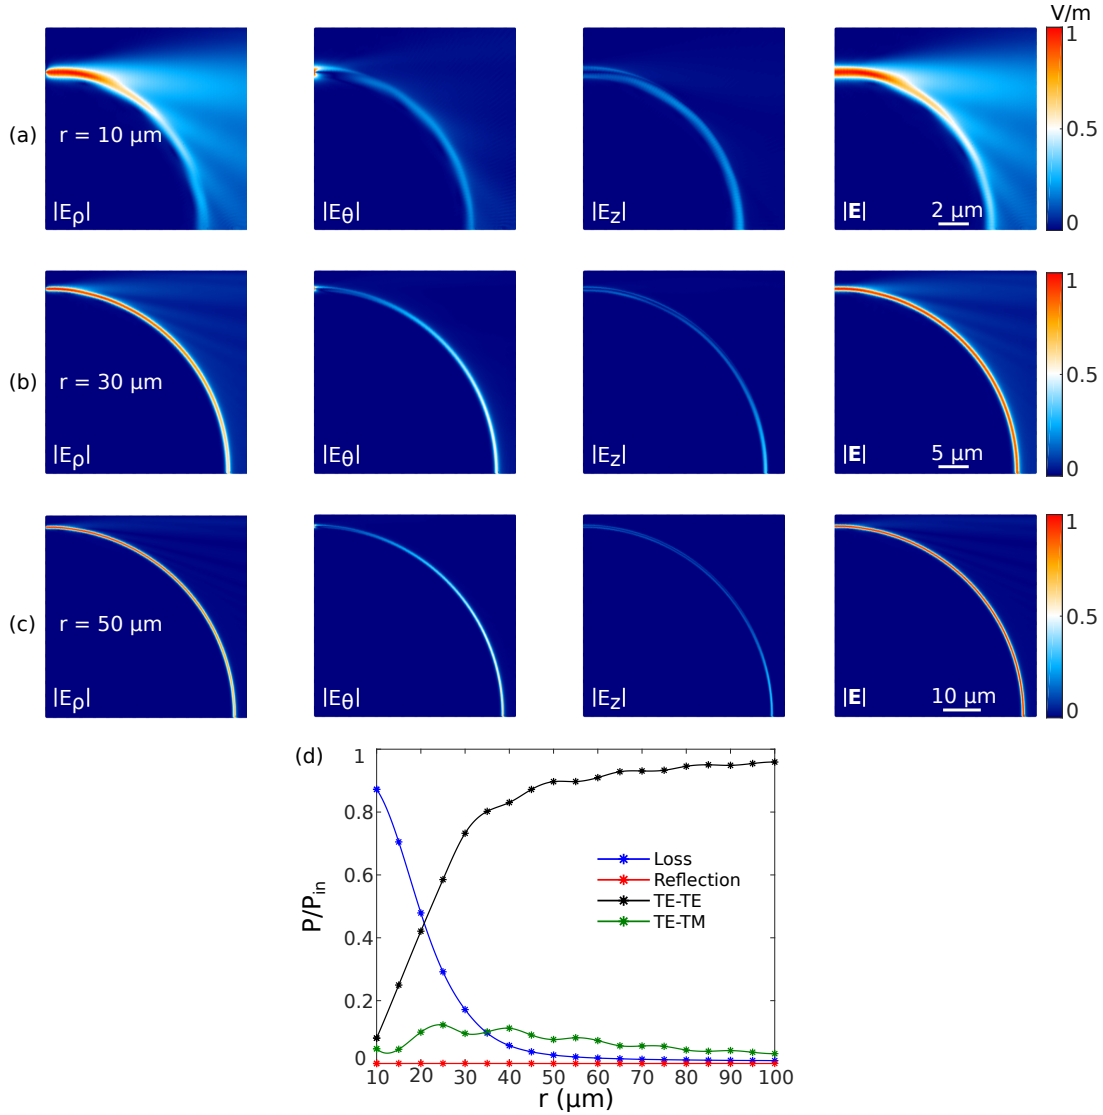 V/m
(a) r = 10 μm
|Eρ| |Eθ| |Ez| |E| 2 μm
1
0.5
0
(b) r = 30 μm
|Eρ| |Eθ| |Ez| |E| 5 μm
1
0.5
0
(c) r = 50 μm
|Eρ| |Eθ| |Ez| |E| 10 μm
1
0.5
0
(d)
P/Pin
1
0.8
0.6
0.4
0.2
0
Loss
Reflection
TE-TE
TE-TM
10 20 30 40 50 60 70 80 90 100
r (μm)